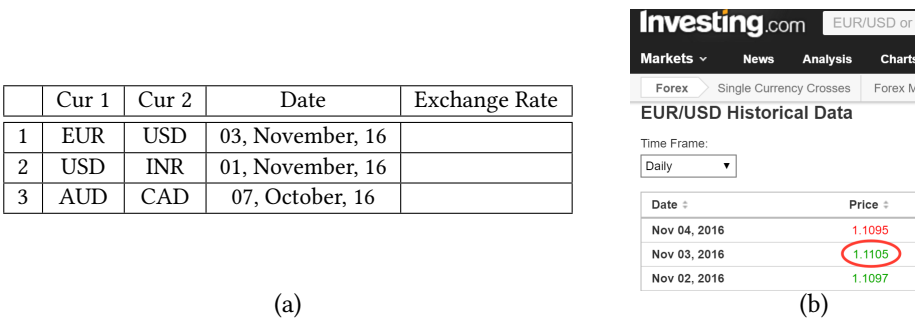 Cur 1 Cur 2 Date Exchange Rate
1 EUR USD 03, November, 16
2 USD INR 01, November, 16
3 AUD CAD 07, October, 16
(a)
Investing.com EUR/USD or
Markets News Analysis Charts
Forex Single Currency Crosses Forex M
EUR/USD Historical Data
Time Frame:
Daily
Date Price
Nov 04, 2016 1.1095
Nov 03, 2016 1.1105
Nov 02, 2016 1.1097
(b)